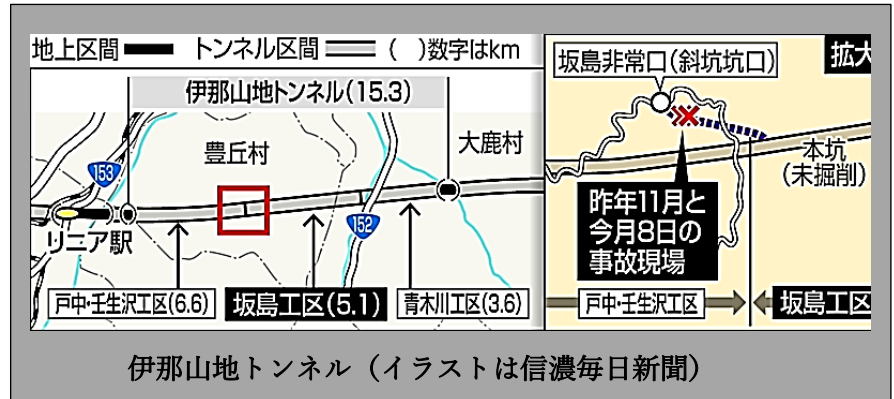 地上区間 トンネル区間 ( )数字はkm
伊那山地トンネル(15.3)
豊丘村
大鹿村
153
152
リニア駅
戸中・壬生沢工区(6.6)
坂島工区(5.1)
青木川工区(3.6)
坂島非常口(斜坑坑口)
拡大
本坑
(未掘削)
昨年11月と
今月8日の
事故現場
戸中・壬生沢工区
坂島工区
伊那山地トンネル（イラストは信濃毎日新聞）